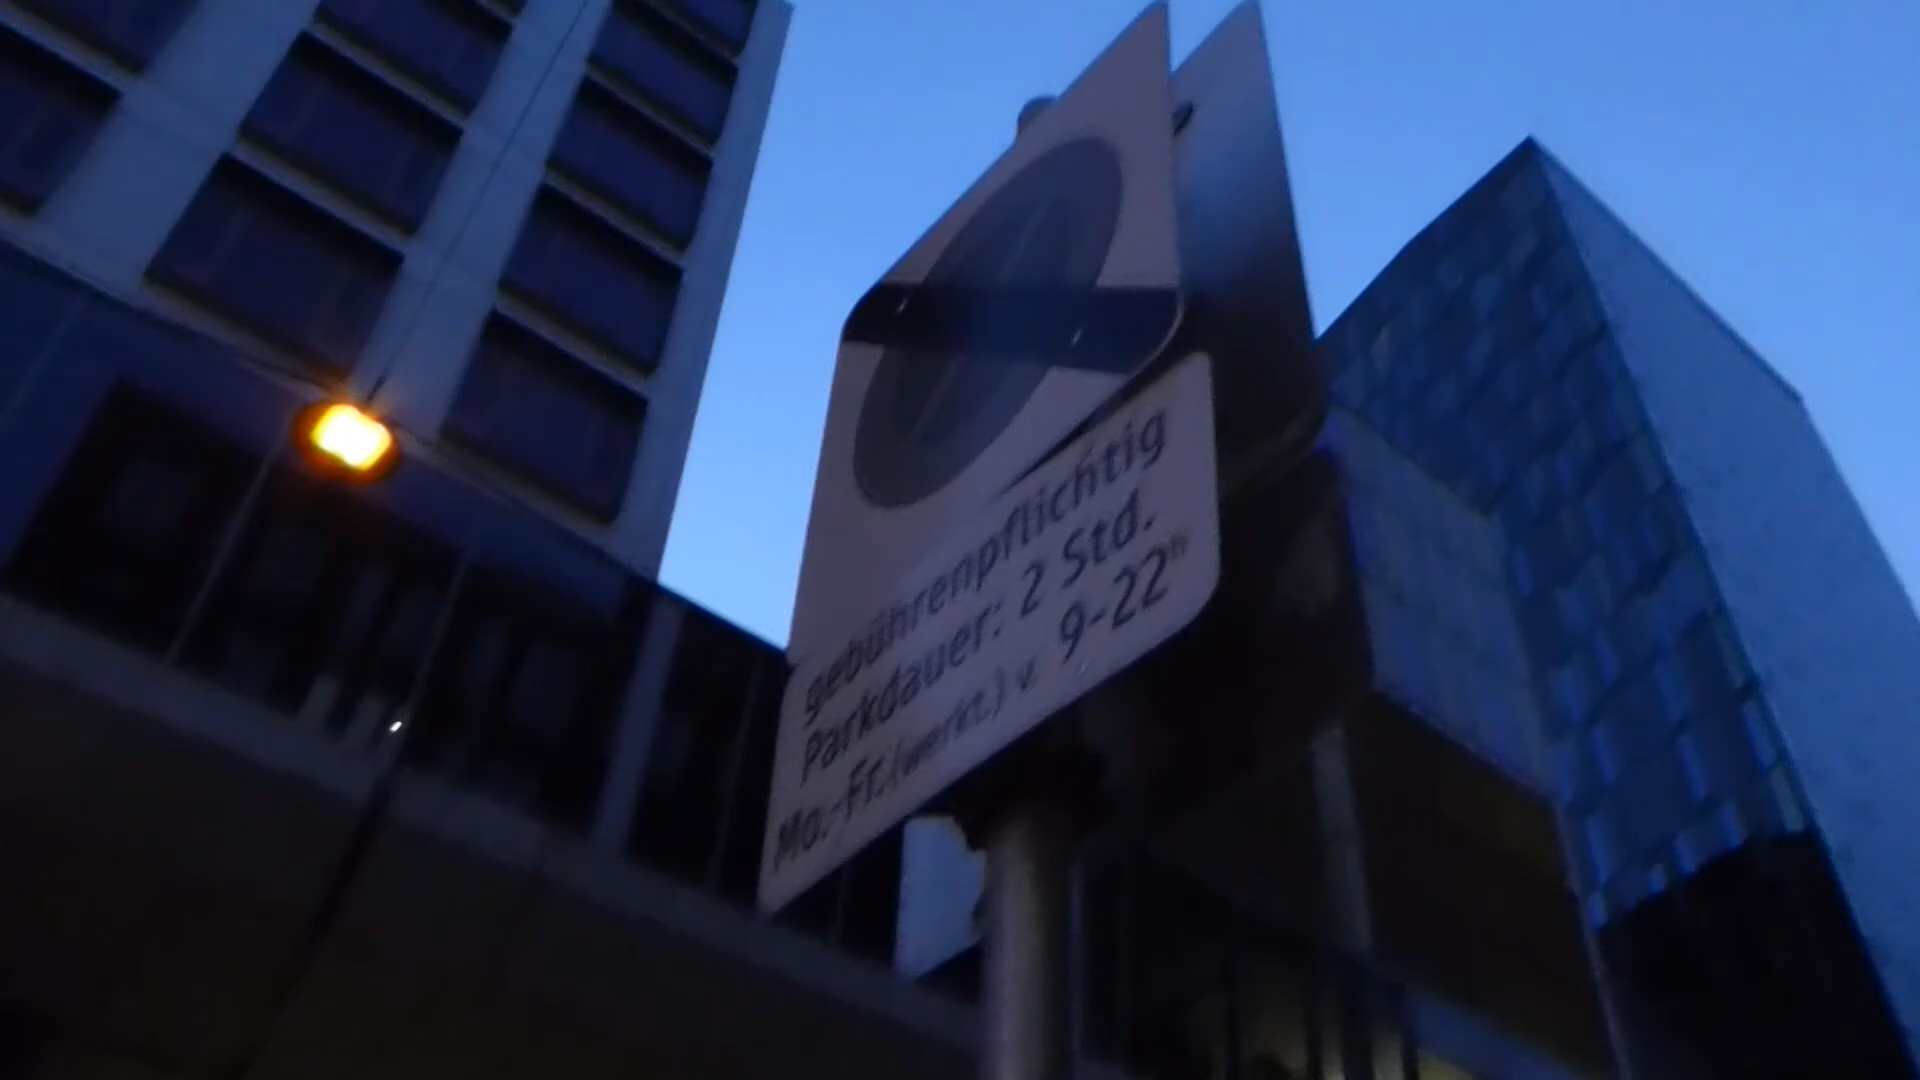 gebührenpflichtig
Parkdauer: 2 Std.
Mo.-Fr.(werkt.) v. 9-22ʰ